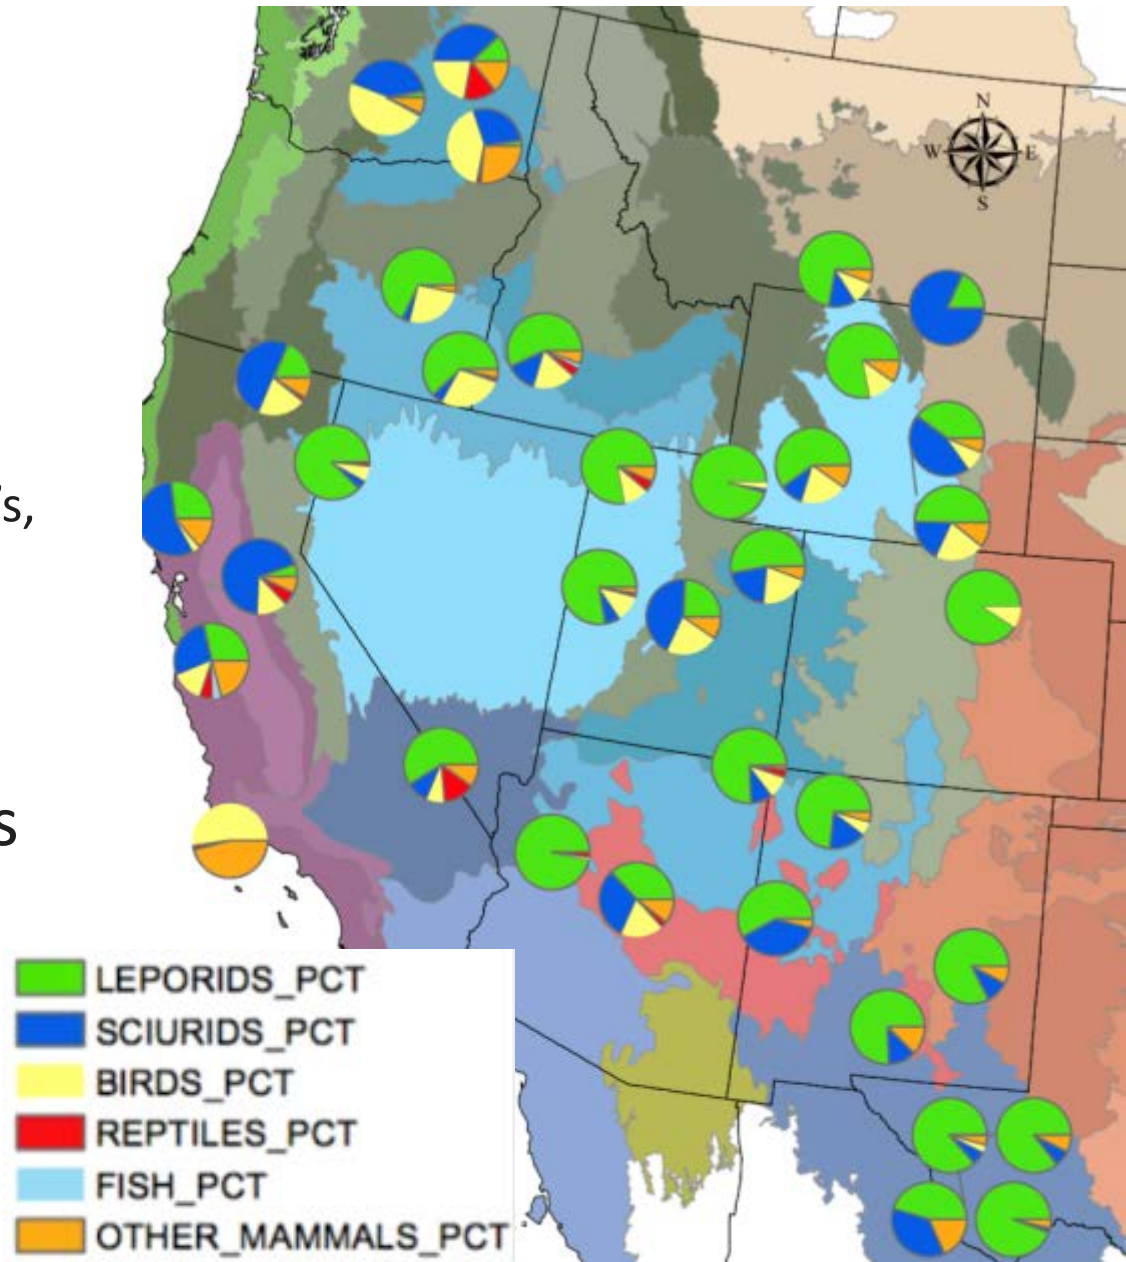 N
W E
S
's,
s
LEPORIDS_PCT
SCIURIDS_PCT
BIRDS_PCT
REPTILES_PCT
FISH_PCT
OTHER_MAMMALS_PCT